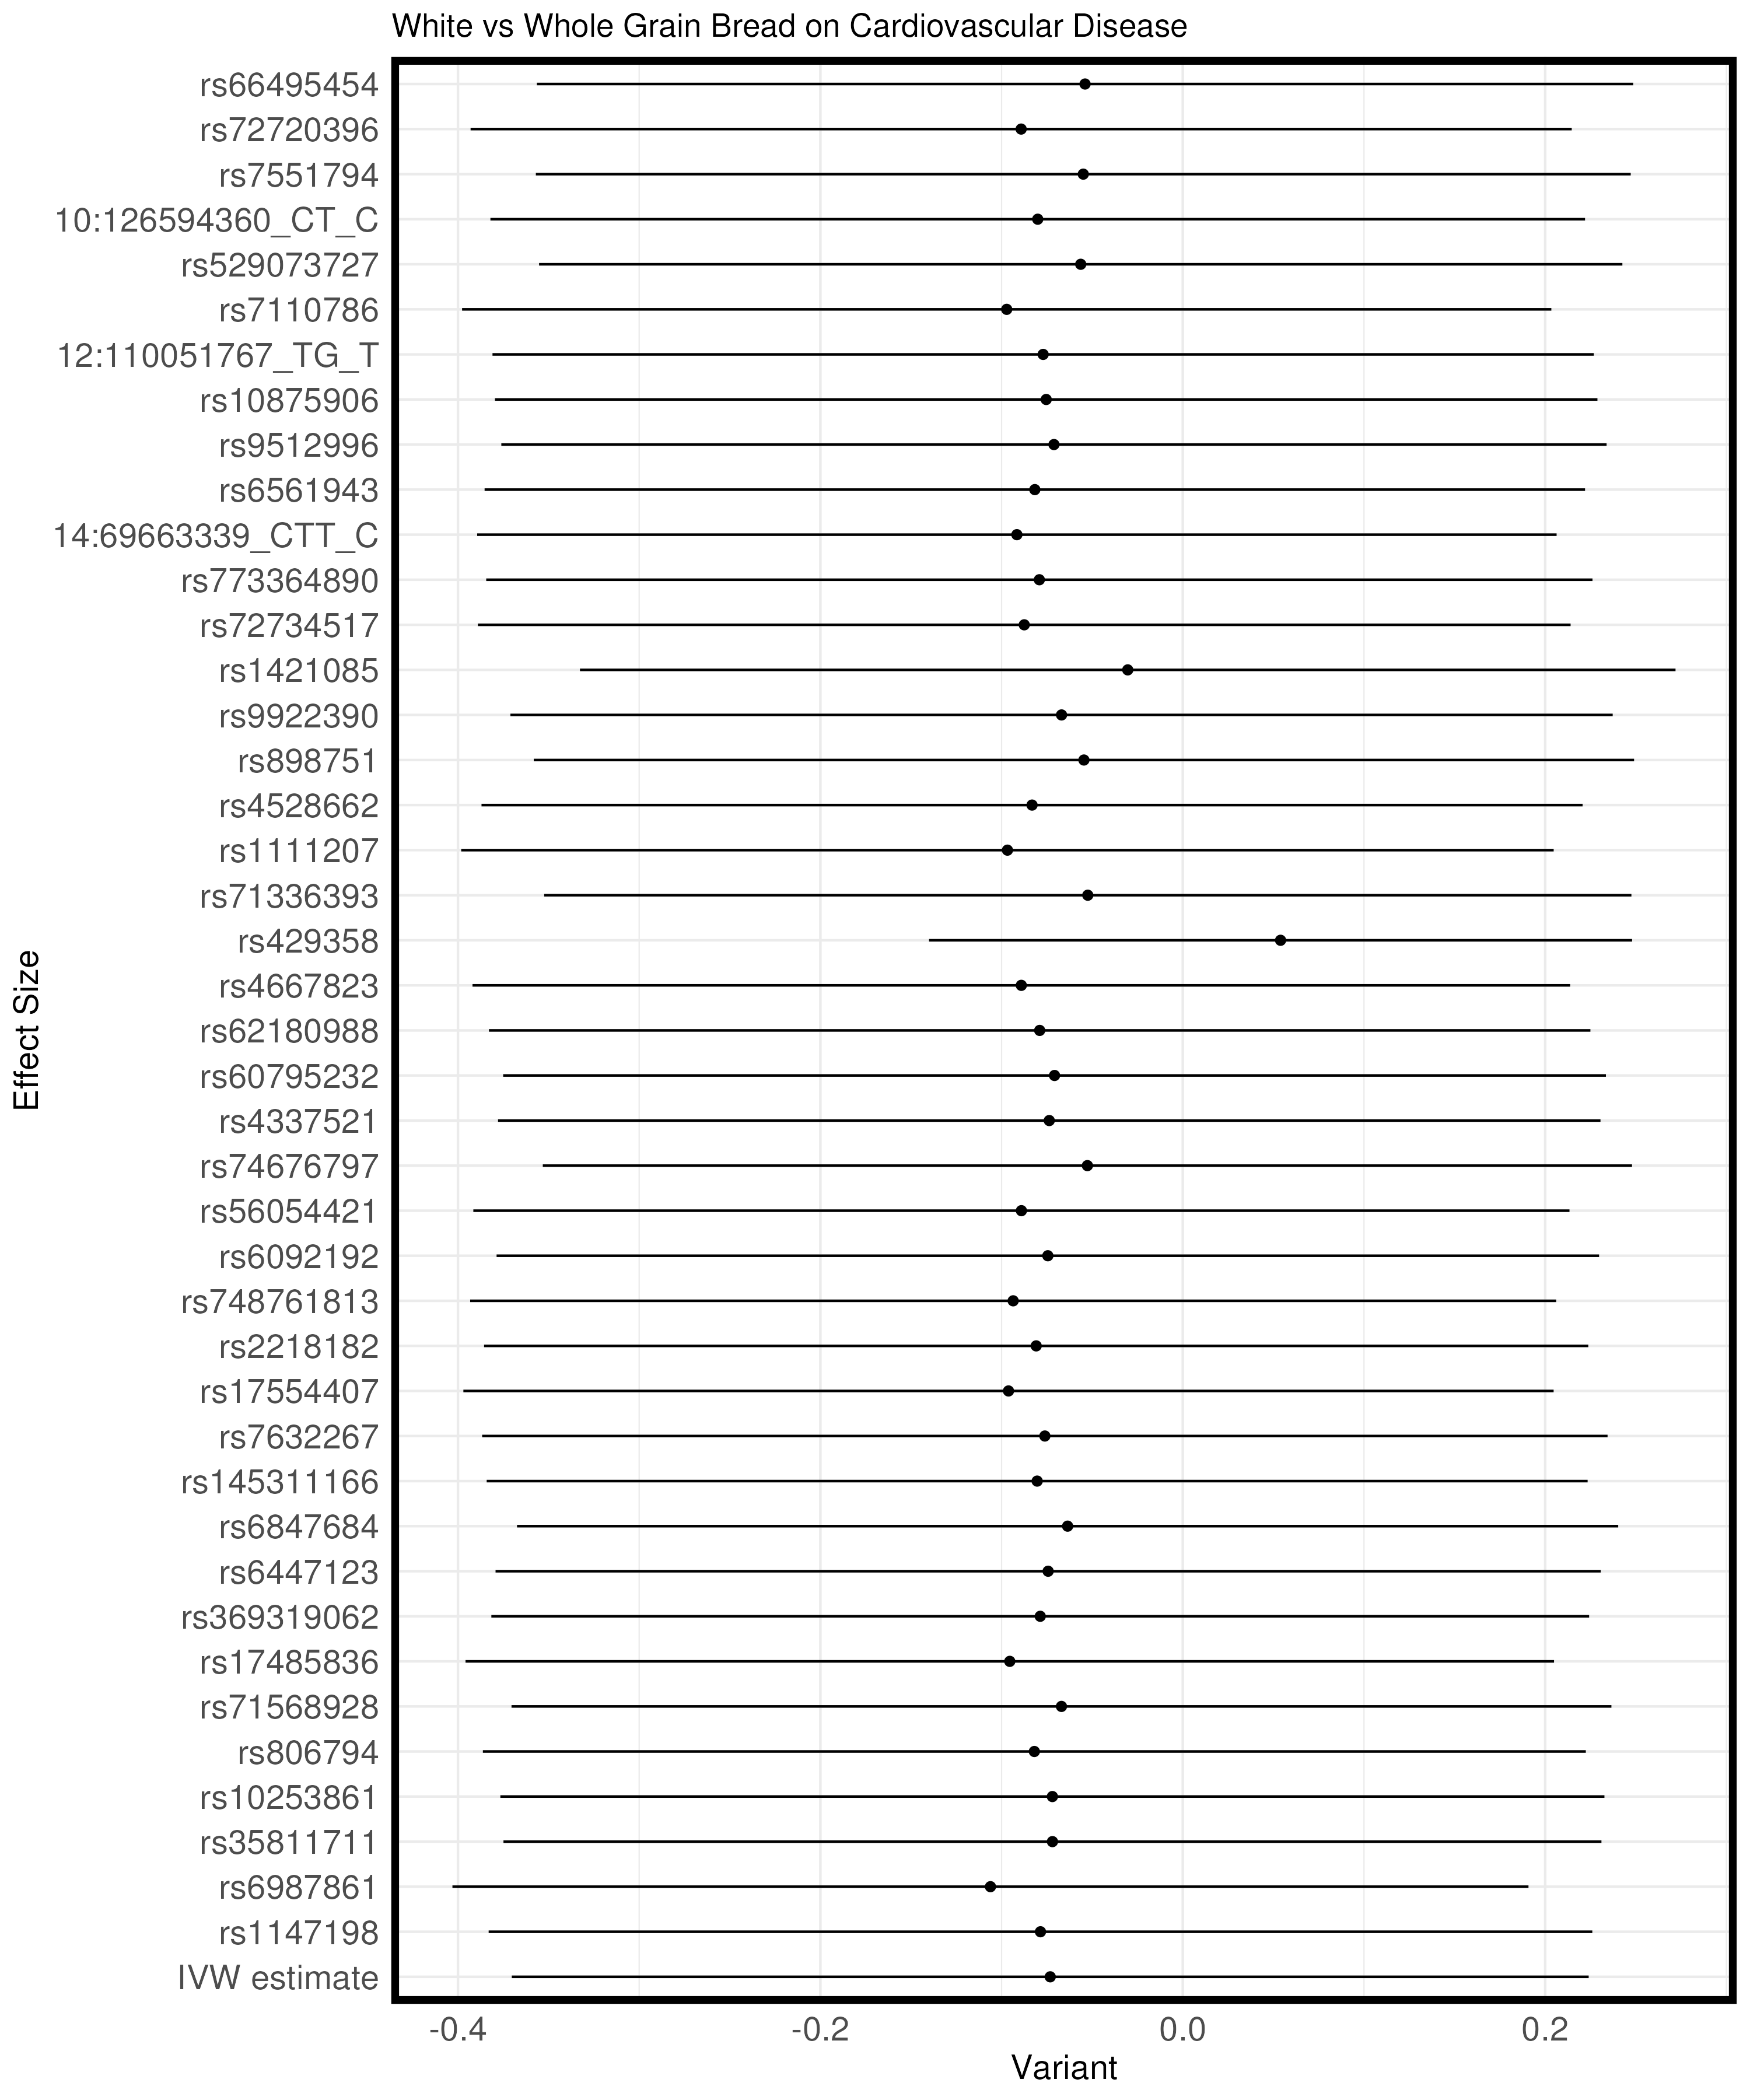 White vs Whole Grain Bread on Cardiovascular Disease
rs66495454
rs72720396
rs7551794
10:126594360_CT_C
rs529073727
rs7110786
12:110051767_TG_T
rs10875906
rs9512996
rs6561943
14:69663339_CTT_C
rs773364890
rs72734517
rs1421085
rs9922390
rs898751
rs4528662
rs1111207
rs71336393
rs429358
rs4667823
rs62180988
rs60795232
rs4337521
rs74676797
rs56054421
rs6092192
rs748761813
rs2218182
rs17554407
rs7632267
rs145311166
rs6847684
rs6447123
rs369319062
rs17485836
rs71568928
rs806794
rs10253861
rs35811711
rs6987861
rs1147198
IVW estimate
Effect Size
-0.4 -0.2 0.0 0.2
Variant